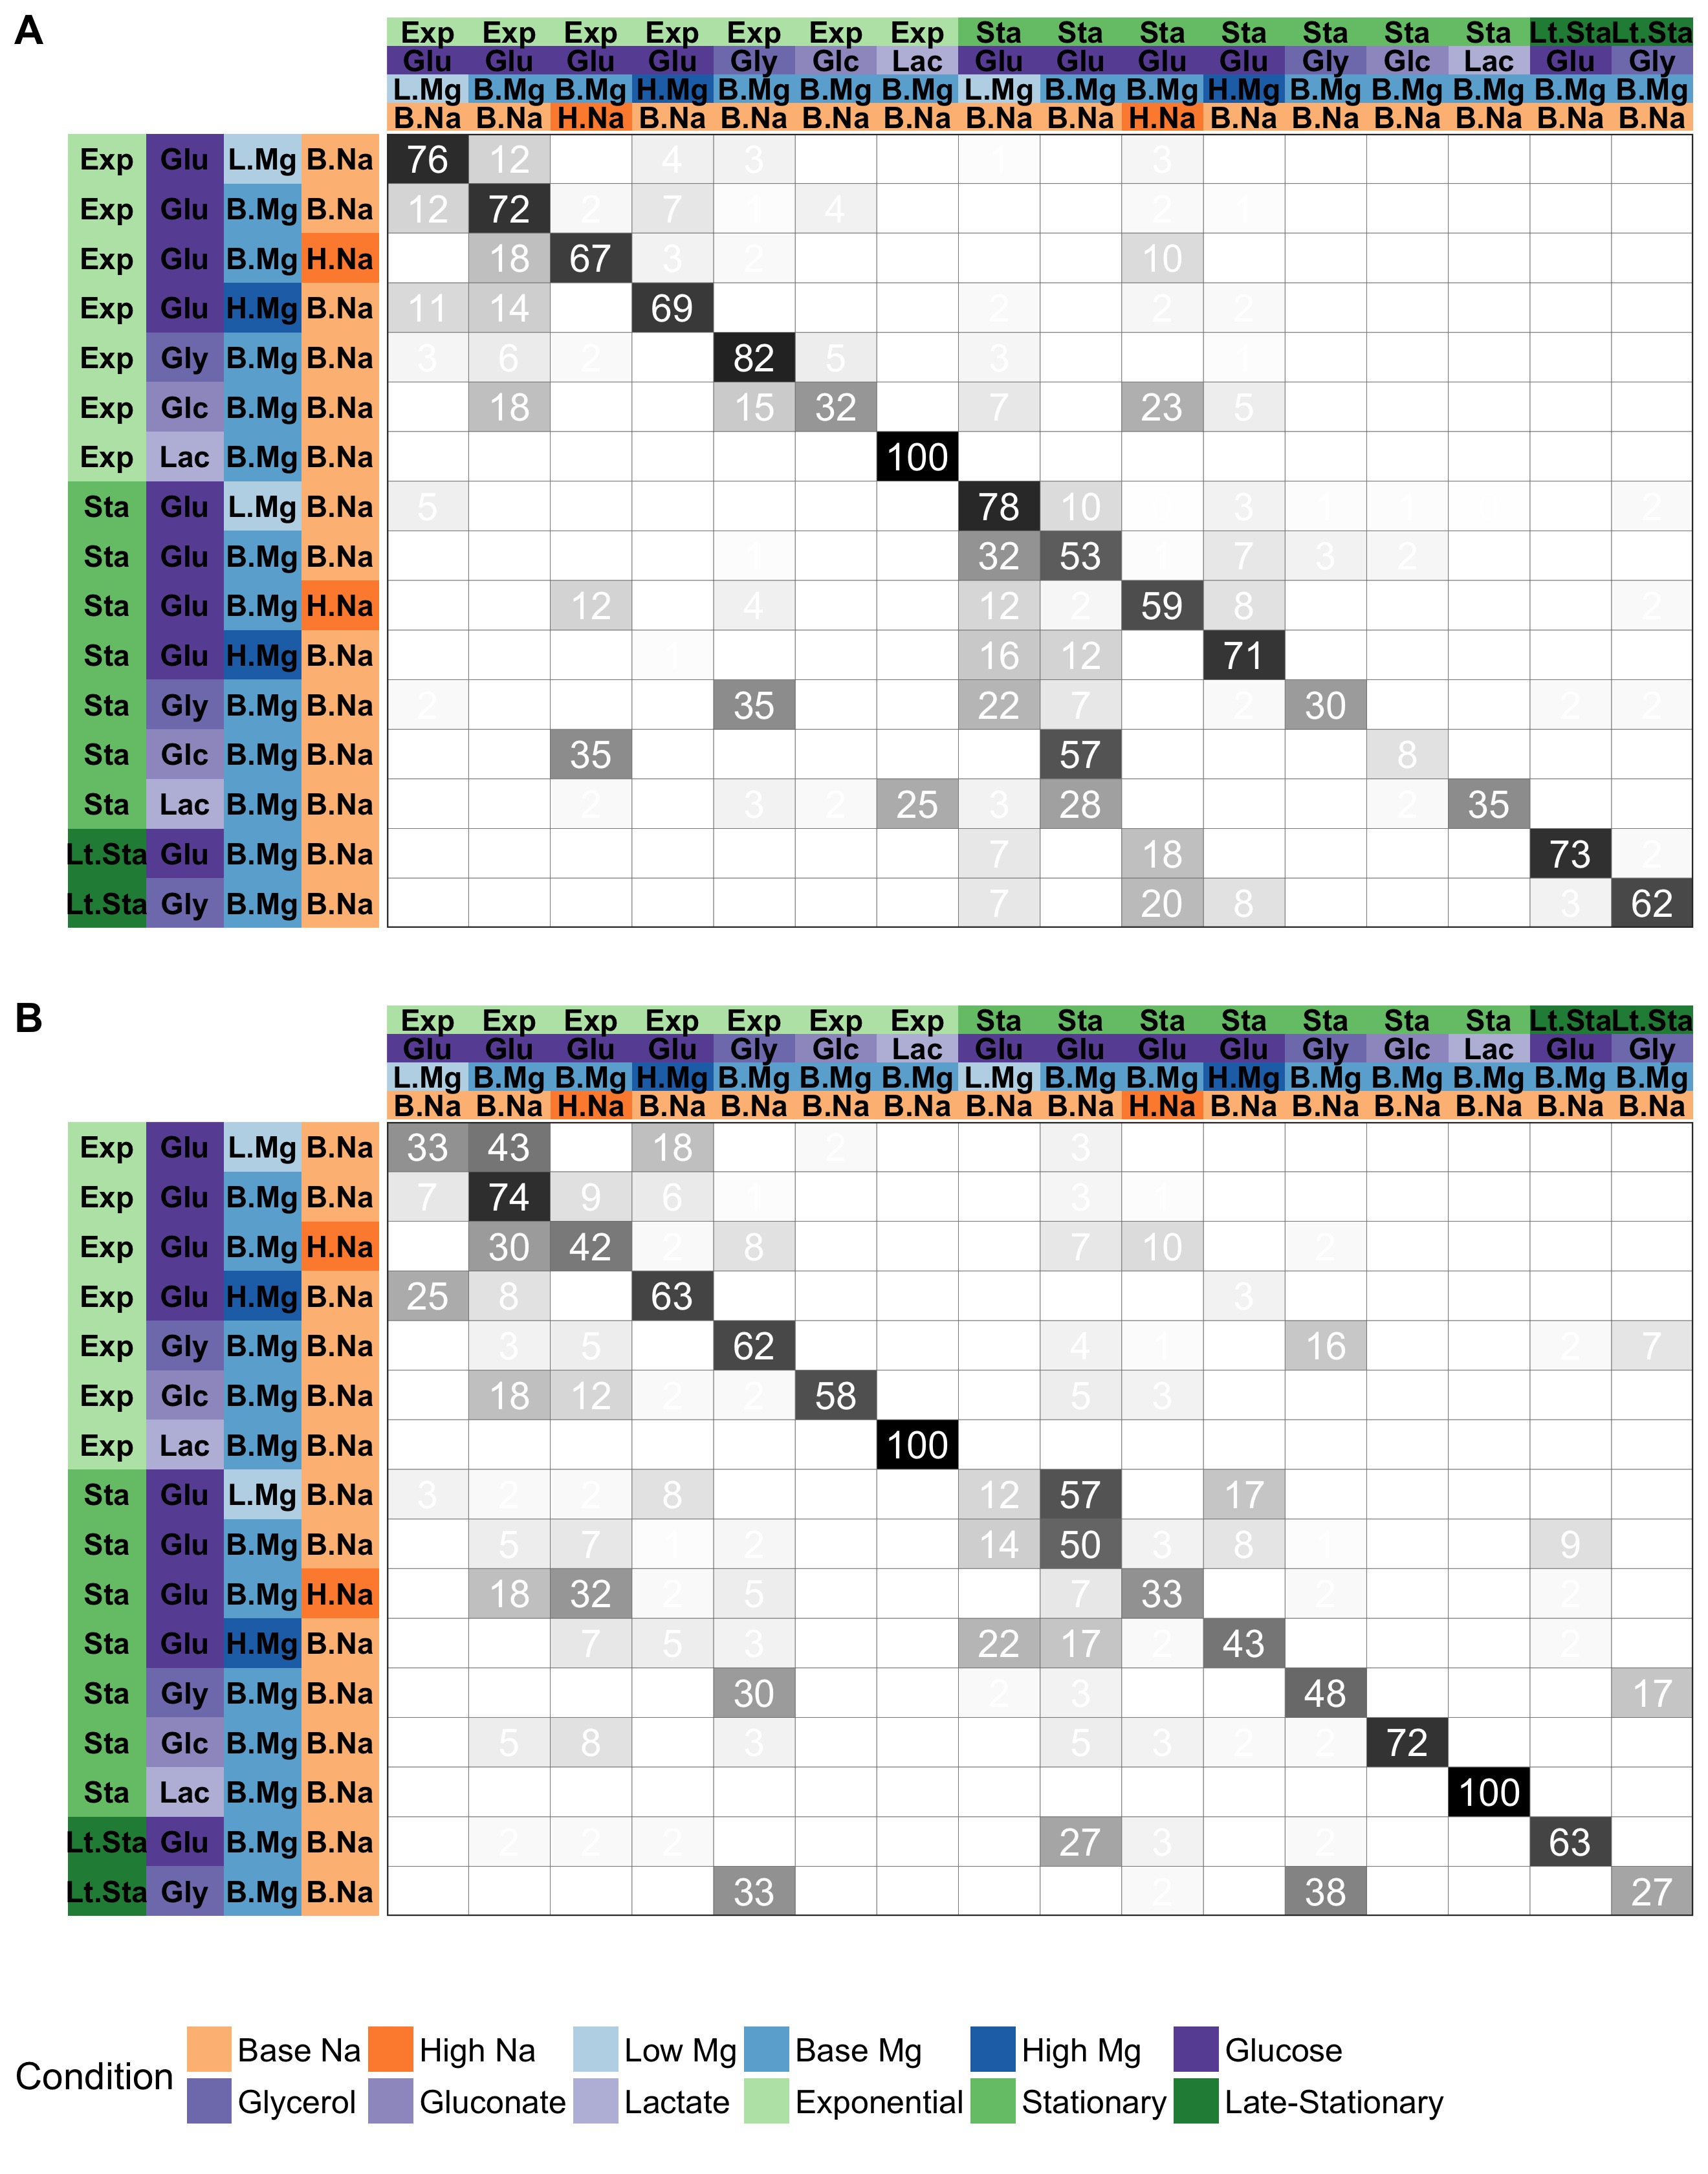 A
Exp Exp Exp Exp Exp Exp Exp Sta Sta Sta Sta Sta Sta Sta Lt.Sta Lt.Sta
Glu Glu Glu Glu Gly Glc Lac Glu Glu Glu Glu Gly Glc Lac Glu Gly
L.Mg B.Mg B.Mg H.Mg B.Mg B.Mg B.Mg L.Mg B.Mg B.Mg H.Mg B.Mg B.Mg B.Mg B.Mg B.Mg
B.Na B.Na H.Na B.Na B.Na B.Na B.Na B.Na B.Na H.Na B.Na B.Na B.Na B.Na B.Na B.Na
Exp Glu L.Mg B.Na 76 12 4 3 1 3
Exp Glu B.Mg B.Na 12 72 2 7 1 4 2 1
Exp Glu B.Mg H.Na 18 67 3 2 10
Exp Glu H.Mg B.Na 11 14 69 2 2 2
Exp Gly B.Mg B.Na 3 6 2 82 5 3 1
Exp Glc B.Mg B.Na 18 15 32 7 23 5
Exp Lac B.Mg B.Na 100
Sta Glu L.Mg B.Na 5 78 10 3 1 1 2
Sta Glu B.Mg B.Na 1 32 53 1 7 3 2
Sta Glu B.Mg H.Na 12 4 12 2 59 8 2
Sta Glu H.Mg B.Na 1 16 12 71
Sta Gly B.Mg B.Na 2 35 22 7 2 30 2 2
Sta Glc B.Mg B.Na 35 57 8
Sta Lac B.Mg B.Na 2 3 2 25 3 28 2 35
Lt.Sta Glu B.Mg B.Na 7 18 73 2
Lt.Sta Gly B.Mg B.Na 7 20 8 3 62
B
Exp Exp Exp Exp Exp Exp Exp Sta Sta Sta Sta Sta Sta Sta Lt.Sta Lt.Sta
Glu Glu Glu Glu Gly Glc Lac Glu Glu Glu Glu Gly Glc Lac Glu Gly
L.Mg B.Mg B.Mg H.Mg B.Mg B.Mg B.Mg L.Mg B.Mg B.Mg H.Mg B.Mg B.Mg B.Mg B.Mg B.Mg
B.Na B.Na H.Na B.Na B.Na B.Na B.Na B.Na B.Na H.Na B.Na B.Na B.Na B.Na B.Na B.Na
Exp Glu L.Mg B.Na 33 43 18 2 3
Exp Glu B.Mg B.Na 7 74 9 6 1 3 1
Exp Glu B.Mg H.Na 30 42 2 8 7 10 2
Exp Glu H.Mg B.Na 25 8 63 3
Exp Gly B.Mg B.Na 3 5 62 4 1 16 2 7
Exp Glc B.Mg B.Na 18 12 2 2 58 5 3
Exp Lac B.Mg B.Na 100
Sta Glu L.Mg B.Na 3 2 2 8 12 57 17
Sta Glu B.Mg B.Na 5 7 1 2 14 50 3 8 1 9
Sta Glu B.Mg H.Na 18 32 2 5 7 33 2 2
Sta Glu H.Mg B.Na 7 5 3 22 17 2 43 2
Sta Gly B.Mg B.Na 30 2 3 48 17
Sta Glc B.Mg B.Na 5 8 3 5 3 2 2 72
Sta Lac B.Mg B.Na 100
Lt.Sta Glu B.Mg B.Na 2 2 2 27 3 2 63
Lt.Sta Gly B.Mg B.Na 33 2 38 27
Condition
Base Na High Na Low Mg Base Mg High Mg Glucose
Glycerol Gluconate Lactate Exponential Stationary Late-Stationary